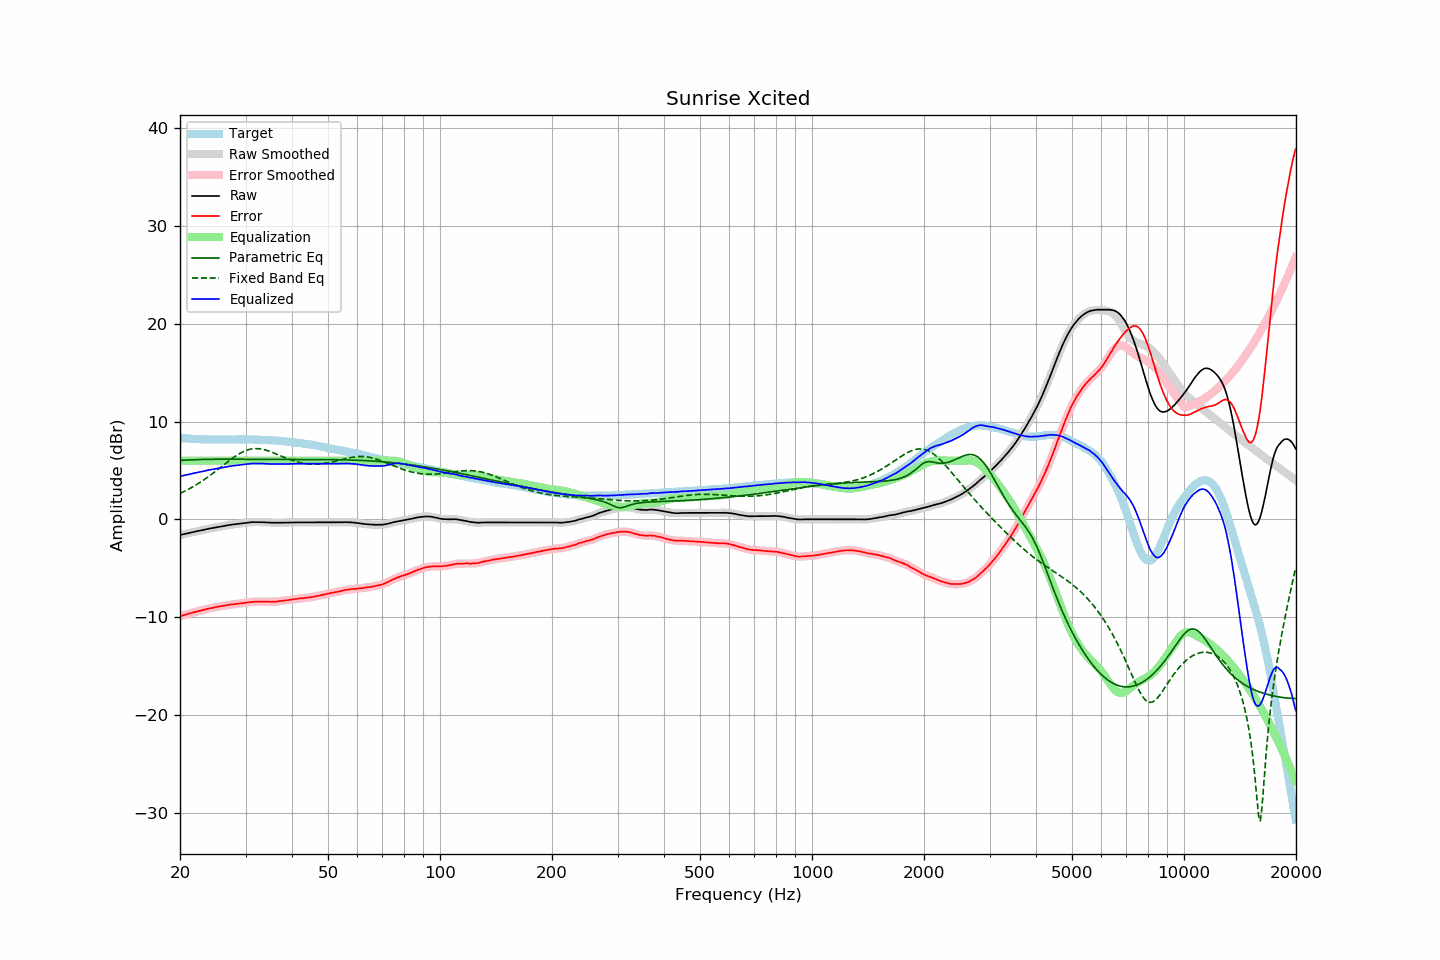 Sunrise Xcited
Target
Raw Smoothed
Error Smoothed
Raw
Error
Equalization
Parametric Eq
Fixed Band Eq
Equalized
Amplitude (dBr)
40
30
20
10
0
−10
−20
−30
20 50 100 200 500 1000 2000 5000 10000 20000
Frequency (Hz)